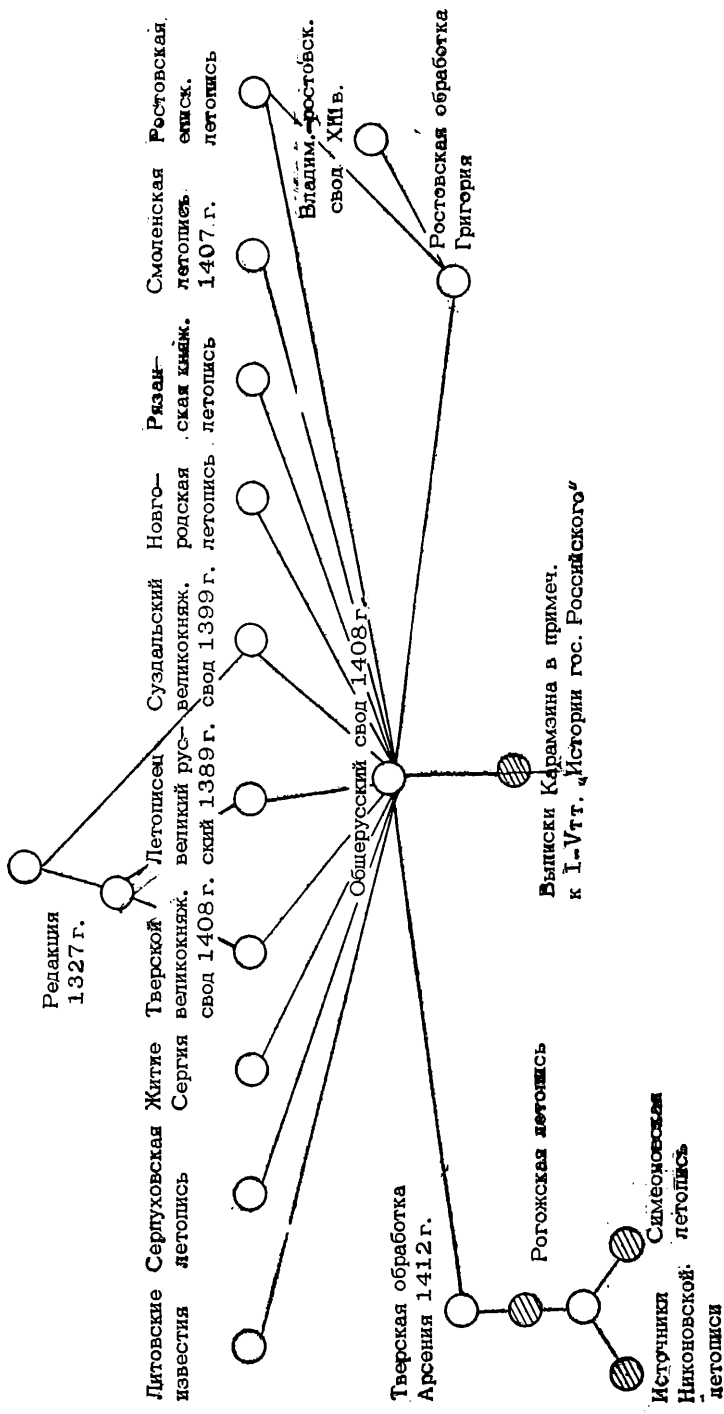 Редакция
1327 г.
Литовские
известия
Серпуховская
летопись
Житие
Сергия
Тверской
великокняж.
свод 1408 г.
Летописец
великий рус–
ский 1389 г.
Суздальский
великокняж.
свод 1399 г.
Новго–
родская
летопись
Рязан–
ская княж.
летопись
Смоленская
летопись
1407 г.
Ростовская
еписк.
летопись
Владим.–ростовск.
свод XIII в.
Общерусский свод 1408 г.
Тверская обработка
Арсения 1412 г.
Ростовская обработка
Григория
Рогожская летопись
Выписки Карамзина в примеч.
к I–V тт. „Истории гос. Российского"
Источники
Никоновской
летописи
Симеоновская
летопись